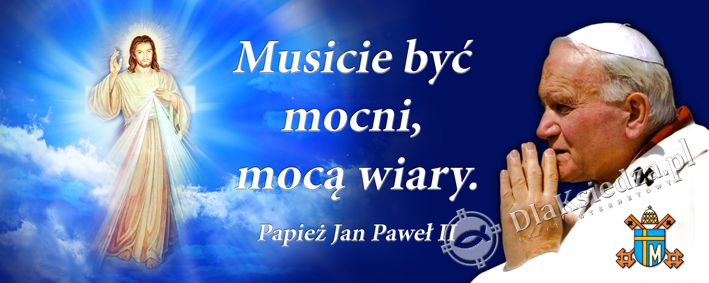 Musicie być
mocni,
mocą wiary.
Papież Jan Paweł II
DlaKsiedza.pl
M